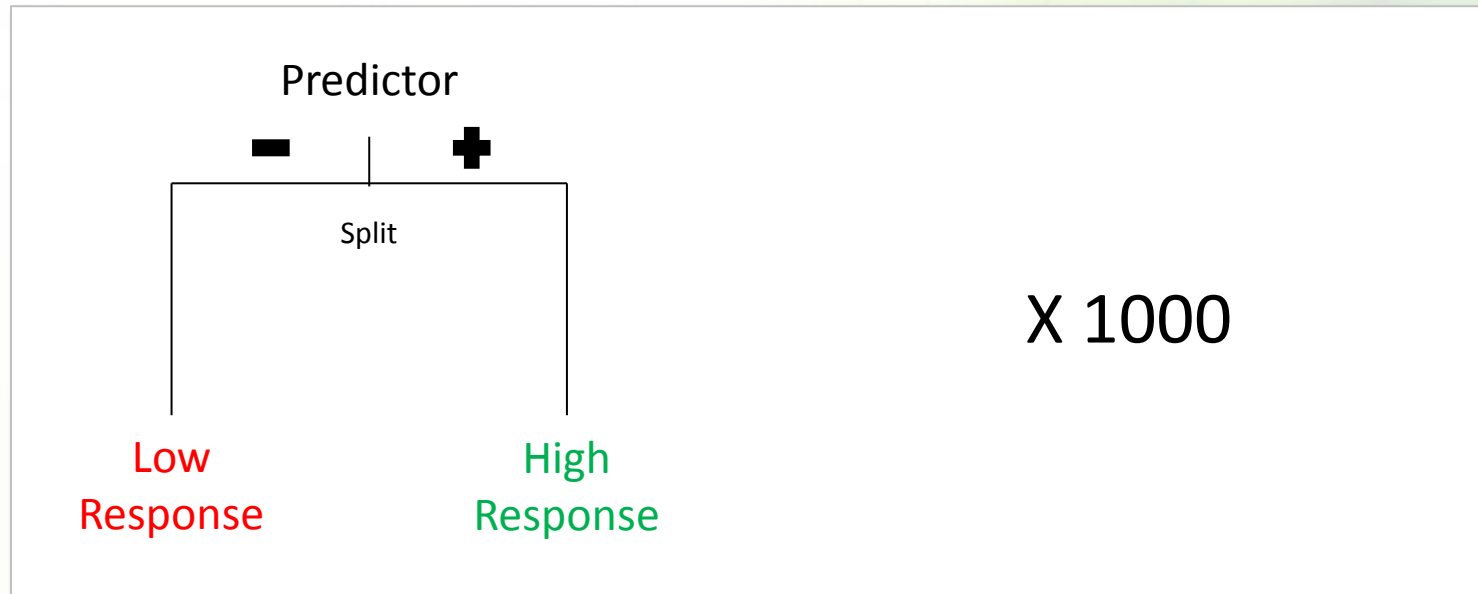 Predictor
- +
Split
X 1000
Low
Response
High
Response